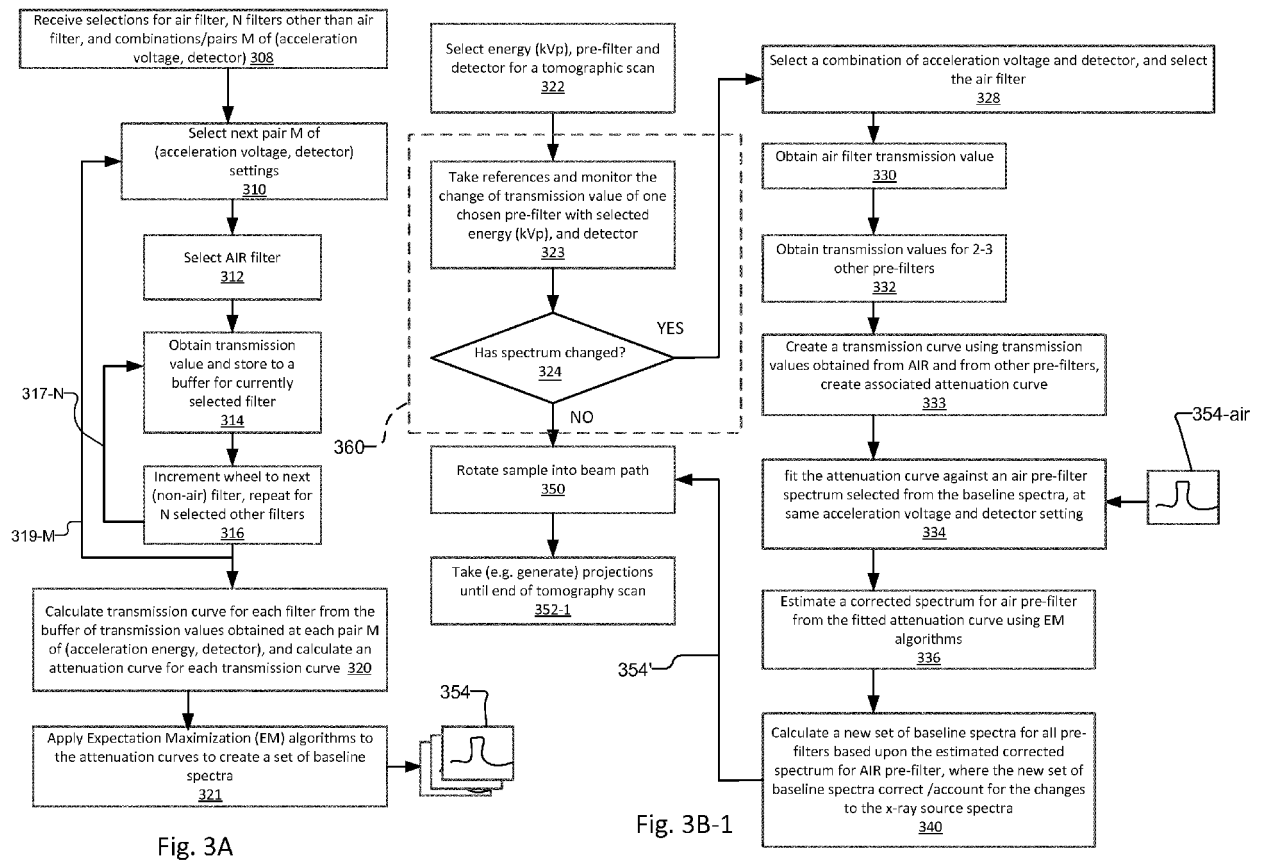 Receive selections for air filter, N filters other than air
filter, and combinations/pairs M of (acceleration
voltage, detector) 308
Select next pair M of
(acceleration voltage, detector)
settings
310
Select AIR filter
312
Obtain transmission
value and store to a
buffer for currently
selected filter
314
Increment wheel to next
(non-air) filter, repeat for
N selected other filters
316
317-N
319-M
Calculate transmission curve for each filter from the
buffer of transmission values obtained at each pair M
of (acceleration energy, detector), and calculate an
attenuation curve for each transmission curve 320
Apply Expectation Maximization (EM) algorithms to
the attenuation curves to create a set of baseline
spectra
321
354
Fig. 3A
Select energy (kVp), pre-filter and
detector for a tomographic scan
322
Take references and monitor the
change of transmission value of one
chosen pre-filter with selected
energy (kVp), and detector
323
Has spectrum changed?
324
YES
NO
360
Rotate sample into beam path
350
Take (e.g. generate) projections
until end of tomography scan
352-1
354'
Fig. 3B-1
Select a combination of acceleration voltage and detector, and select
the air filter
328
Obtain air filter transmission value
330
Obtain transmission values for 2-3
other pre-filters
332
Create a transmission curve using transmission
values obtained from AIR and from other pre-filters,
create associated attenuation curve
333
354-air
fit the attenuation curve against an air pre-filter
spectrum selected from the baseline spectra, at
same acceleration voltage and detector setting
334
Estimate a corrected spectrum for air pre-filter
from the fitted attenuation curve using EM
algorithms
336
Calculate a new set of baseline spectra for all pre-
filters based upon the estimated corrected
spectrum for AIR pre-filter, where the new set of
baseline spectra correct /account for the changes
to the x-ray source spectra
340